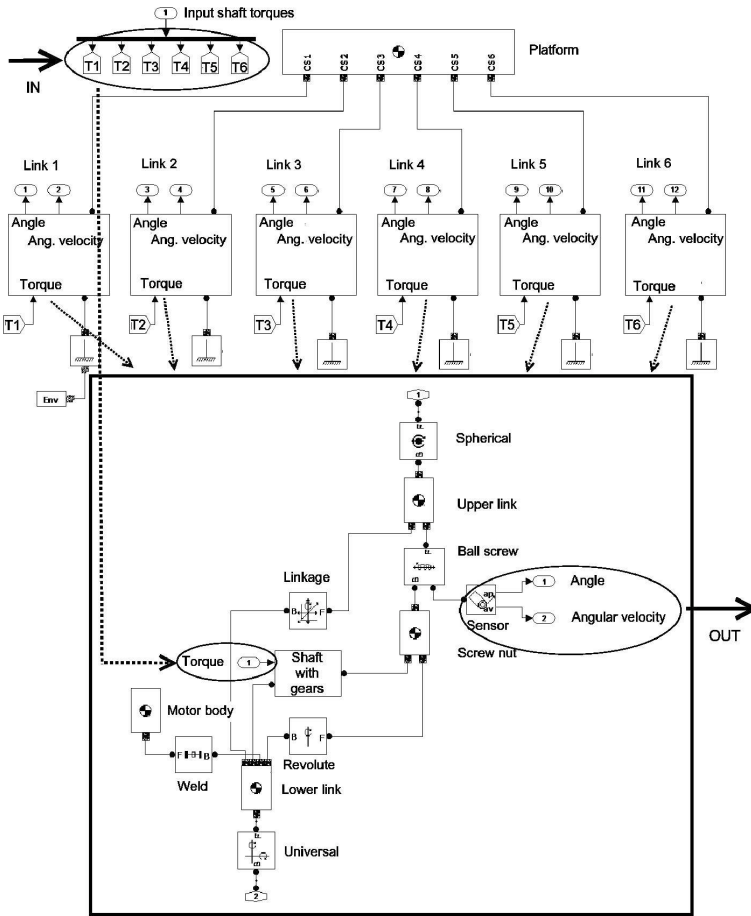 1 Input shaft torques
T1 T2 T3 T4 T5 T6
IN
CS1 CS2 CS3 CS4 CS5 CS6
Platform
Link 1 Link 2 Link 3 Link 4 Link 5 Link 6
1 2 3 4 5 6 7 8 9 10 11 12
Angle Angle Angle Angle Angle Angle
Ang. velocity Ang. velocity Ang. velocity Ang. velocity Ang. velocity Ang. velocity
Torque Torque Torque Torque Torque Torque
T1 T2 T3 T4 T5 T6
Env
1
Spherical
Upper link
Ball screw
Linkage
B F
ap
av
1 Angle
2 Angular velocity
Sensor
OUT
Screw nut
Torque 1
Shaft
with
gears
Motor body
B F
Revolute
F B
Weld
Lower link
Universal
2